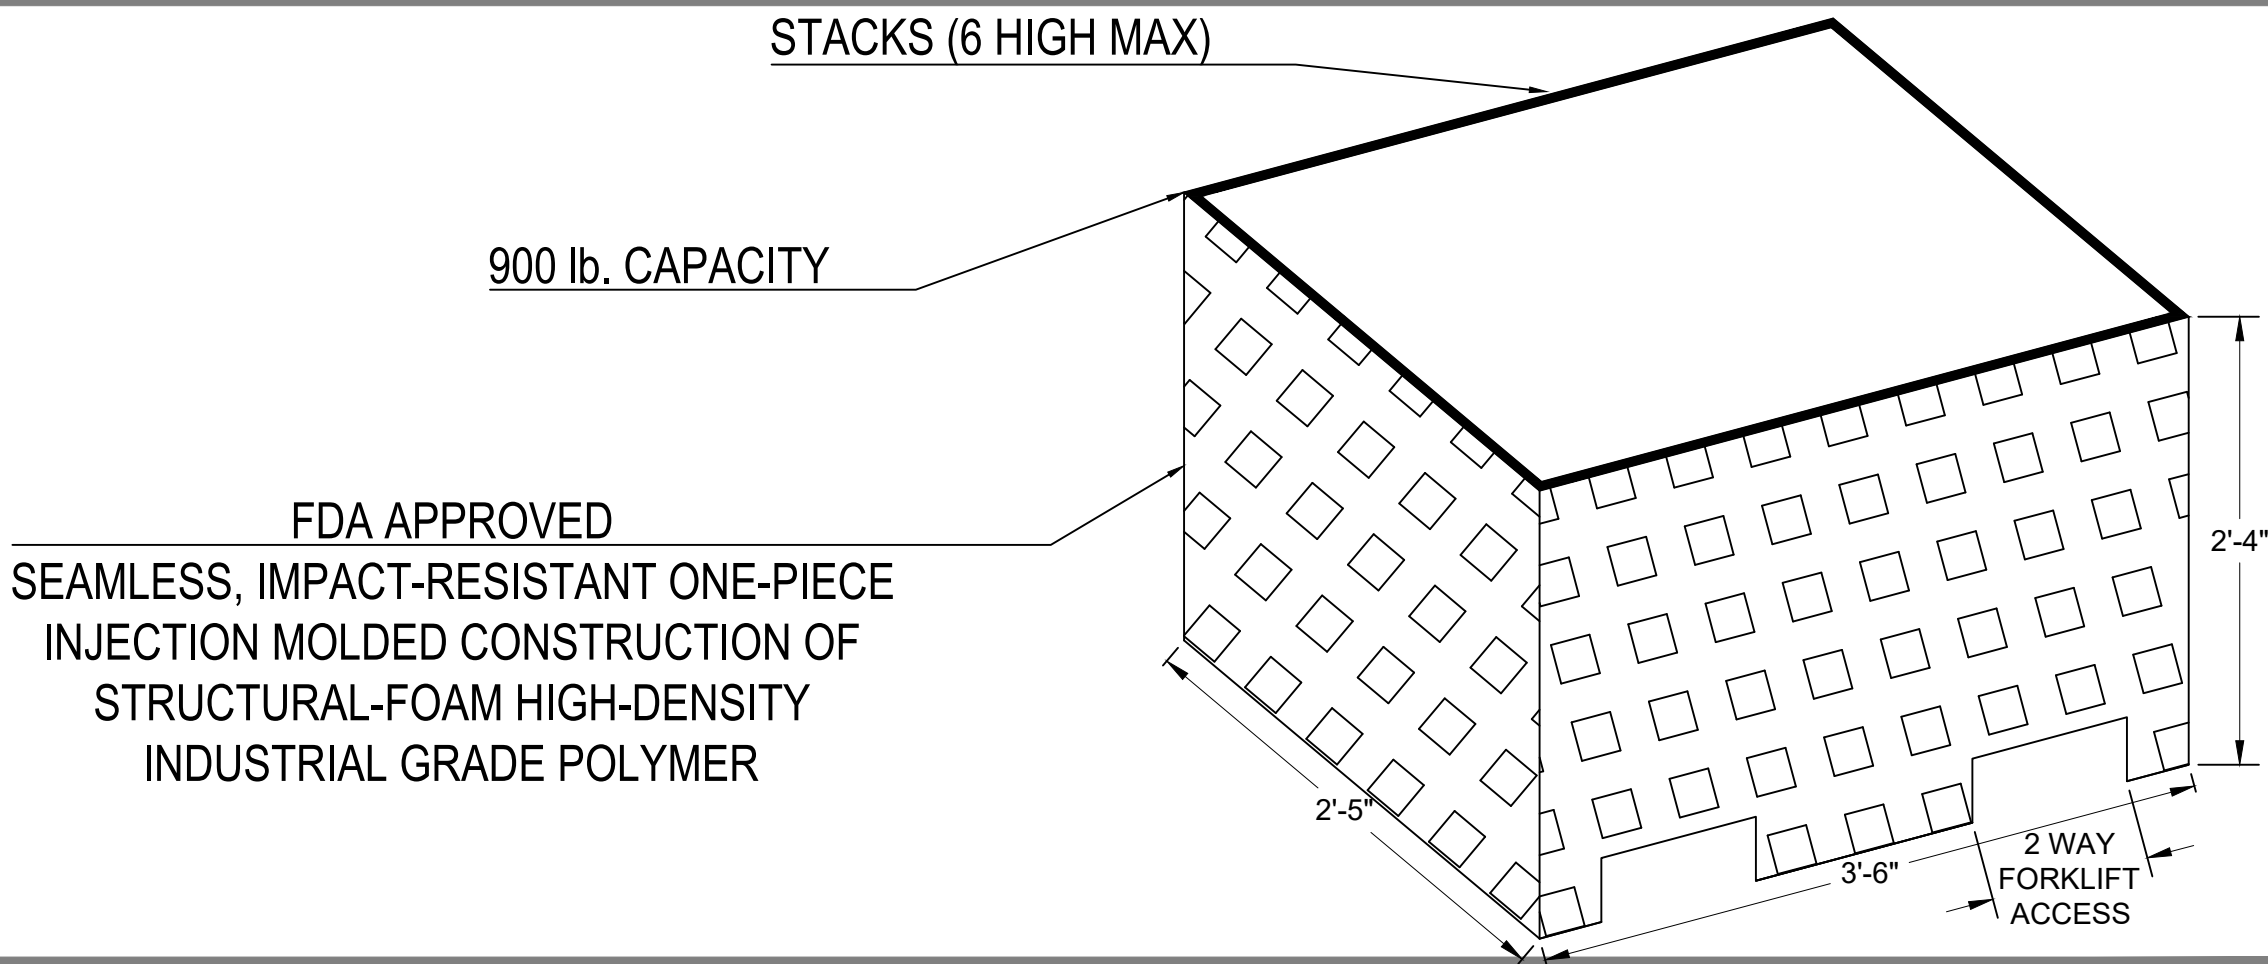 STACKS (6 HIGH MAX)
900 lb. CAPACITY
FDA APPROVED
SEAMLESS, IMPACT-RESISTANT ONE-PIECE
INJECTION MOLDED CONSTRUCTION OF
STRUCTURAL-FOAM HIGH-DENSITY
INDUSTRIAL GRADE POLYMER
2'-4"
2'-5"
3'-6"
2 WAY
FORKLIFT
ACCESS